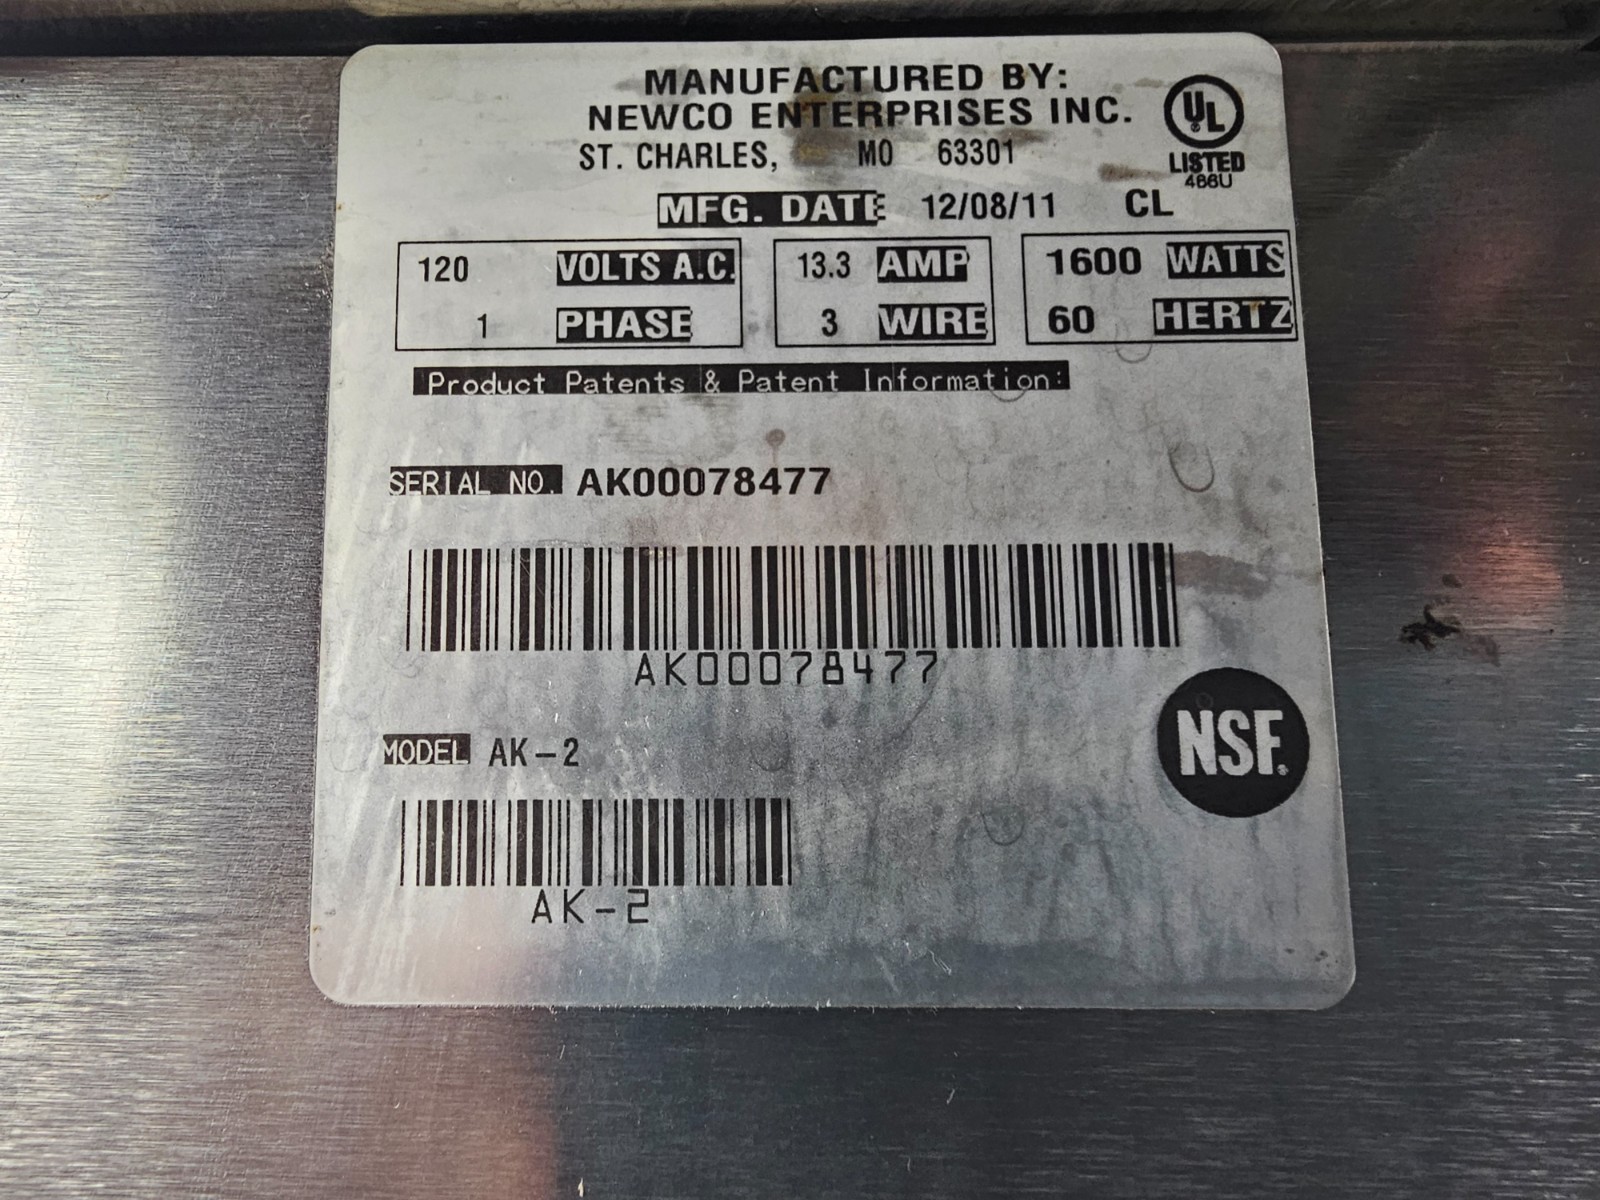 MANUFACTURED BY:
NEWCO ENTERPRISES INC.
ST. CHARLES, MO 63301
UL
LISTED
466U
MFG. DATE 12/08/11 CL
120 VOLTS A.C. 13.3 AMP 1600 WATTS
1 PHASE 3 WIRE 60 HERTZ
Product Patents & Patent Information:
SERIAL NO. AK00078477
AK00078477
NSF.
MODEL AK-2
AK-2